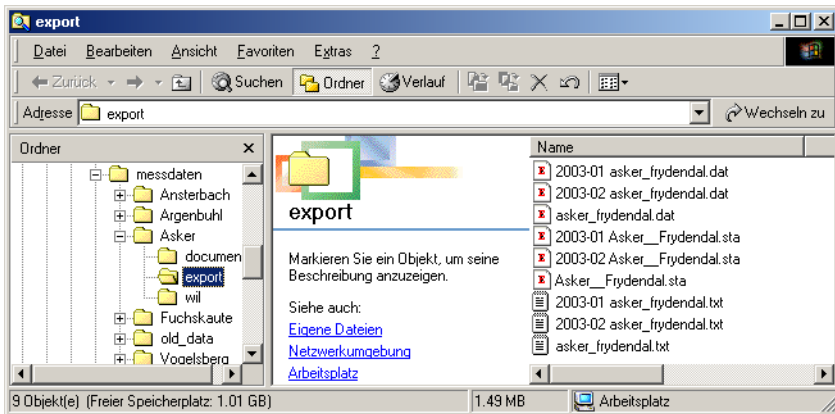 export
Datei Bearbeiten Ansicht Favoriten Extras ?
Zurück Suchen Ordner Verlauf
Adresse export Wechseln zu
Ordner
messdaten
Ansterbach
Argenbuhl
Asker
documen
export
wil
Fuchskaute
old_data
Vogelsberg
export
Markieren Sie ein Objekt, um seine
Beschreibung anzuzeigen.
Siehe auch:
Eigene Dateien
Netzwerkumgebung
Arbeitsplatz
Name
2003-01 asker_frydendal.dat
2003-02 asker_frydendal.dat
asker_frydendal.dat
2003-01 Asker__Frydendal.sta
2003-02 Asker__Frydendal.sta
Asker__Frydendal.sta
2003-01 asker_frydendal.txt
2003-02 asker_frydendal.txt
asker_frydendal.txt
9 Objekt(e) (Freier Speicherplatz: 1.01 GB) 1.49 MB Arbeitsplatz